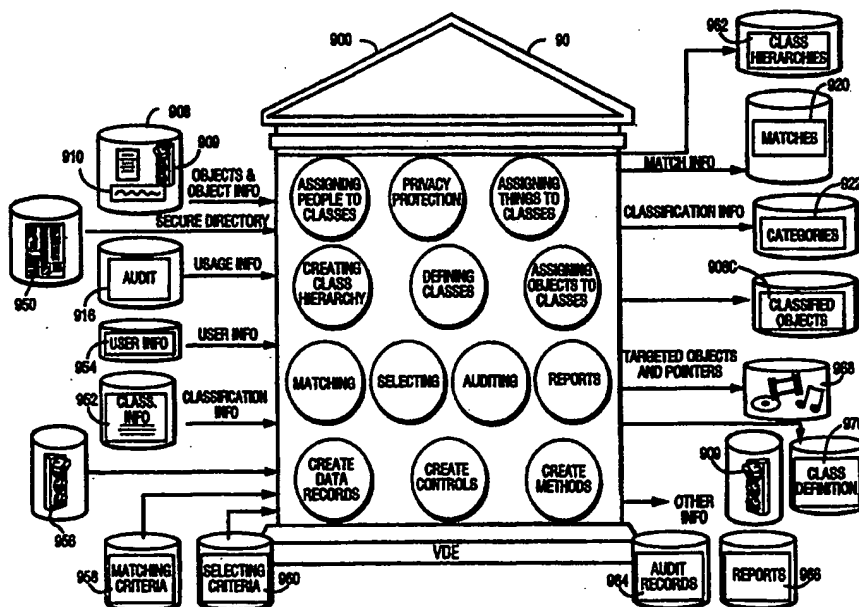 900
90
962
CLASS
HIERARCHIES
920
MATCHES
908
909
910
OBJECTS &
OBJECT INFO
SECURE DIRECTORY
950
AUDIT
916
USAGE INFO
USER INFO
954
USER INFO
CLASS.
INFO
952
CLASSIFICATION
INFO
956
958
MATCHING
CRITERIA
SELECTING
CRITERIA
960
ASSIGNING
PEOPLE TO
CLASSES
PRIVACY
PROTECTION
ASSIGNING
THINGS TO
CLASSES
CREATING
CLASS
HIERARCHY
DEFINING
CLASSES
ASSIGNING
OBJECTS TO
CLASSES
MATCHING
SELECTING
AUDITING
REPORTS
CREATE
DATA
RECORDS
CREATE
CONTROLS
CREATE
METHODS
VDE
MATCH INFO
CLASSIFICATION INFO
922
CATEGORIES
908C
CLASSIFIED
OBJECTS
TARGETED OBJECTS
AND POINTERS
968
970
CLASS
DEFINITION
909
OTHER
INFO
964
AUDIT
RECORDS
REPORTS
966